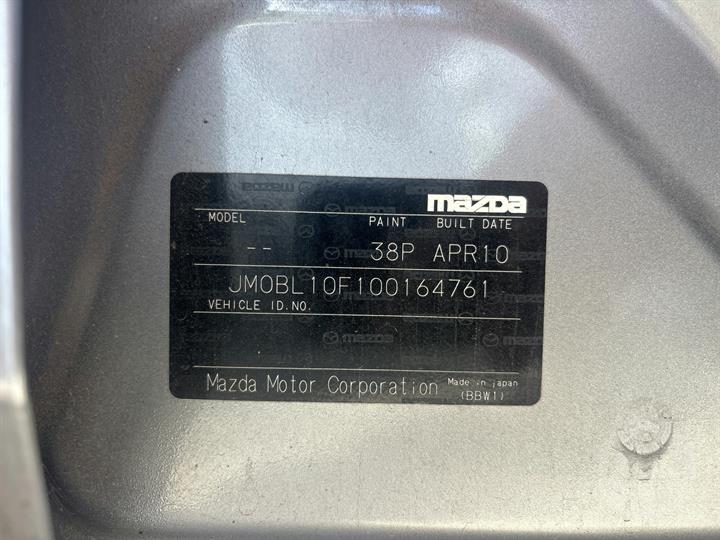 mazda
MODEL PAINT BUILT DATE
-- 38P APR10
JM0BL10F100164761
VEHICLE ID.NO.
Mazda Motor Corporation Made in japan
(BBW1)